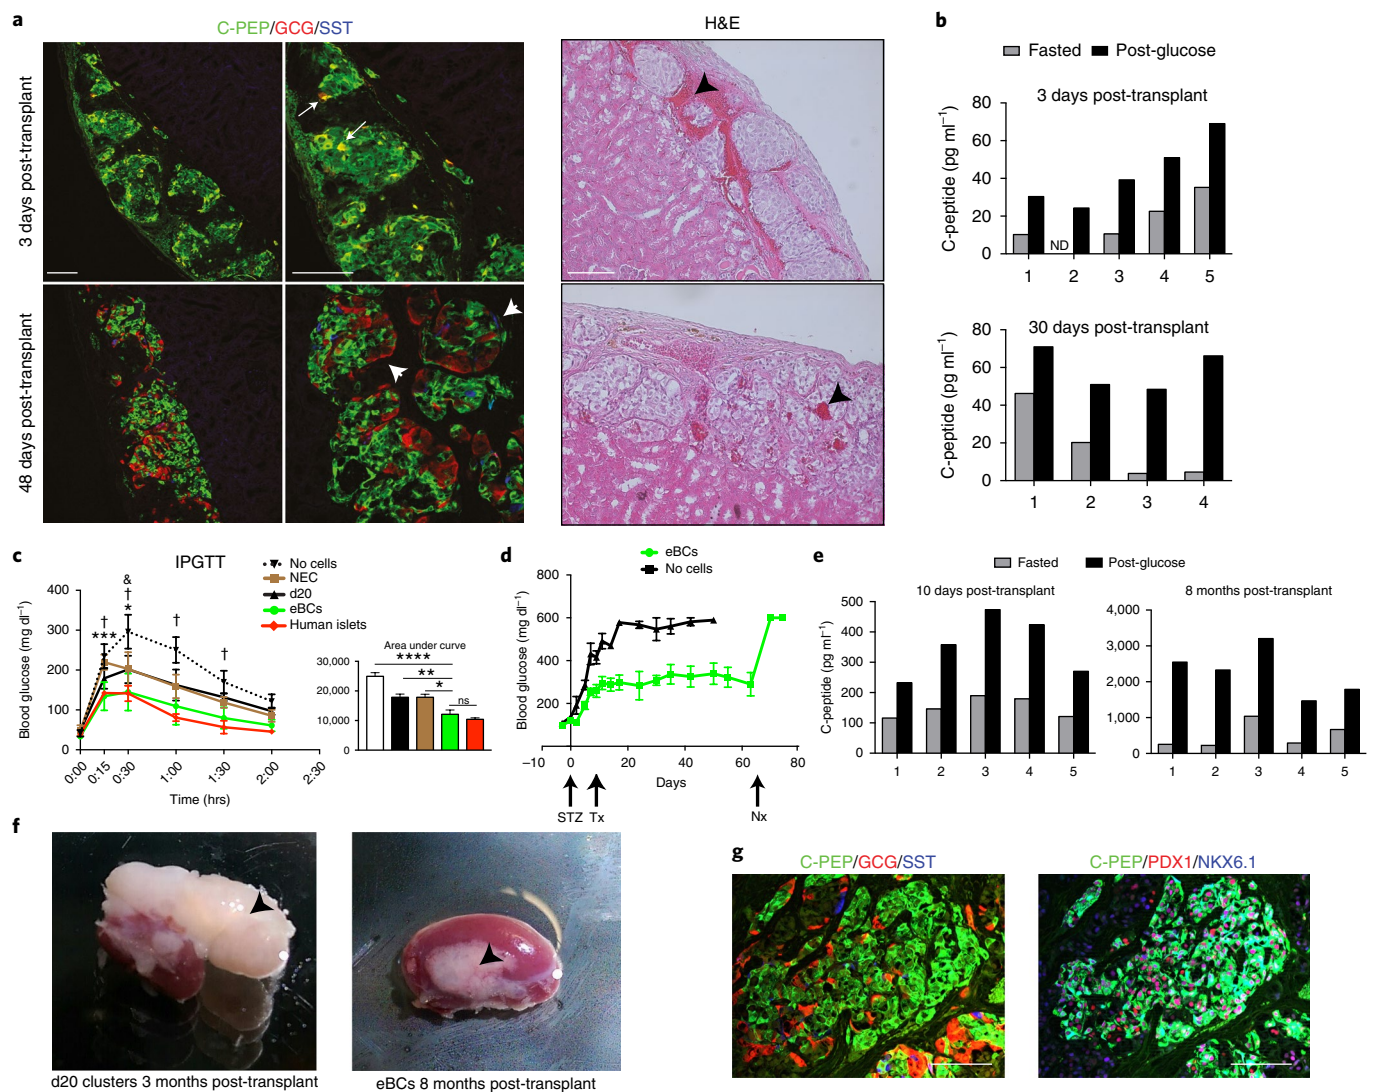 a
C-PEP/GCG/SST
H&E
3 days post-transplant
48 days post-transplant
b
Fasted
Post-glucose
3 days post-transplant
C-peptide (pg ml−1)
80
60
40
20
0
ND
1 2 3 4 5
30 days post-transplant
C-peptide (pg ml−1)
80
60
40
20
0
1 2 3 4
c
IPGTT
No cells
NEC
d20
eBCs
Human islets
Blood glucose (mg dl−1)
400
300
200
100
0
&
†
*
†
***
†
†
0:00 0:15 0:30 1:00 1:30 2:00 2:30
Time (hrs)
Area under curve
30,000
20,000
10,000
0
****
**
*
ns
d
eBCs
No cells
Blood glucose (mg dl−1)
800
600
400
200
0
−10 0 20 40 60 80
Days
STZ Tx Nx
e
Fasted
Post-glucose
10 days post-transplant
C-peptide (pg ml−1)
500
400
300
200
100
0
1 2 3 4 5
8 months post-transplant
4,000
3,000
2,000
1,000
0
1 2 3 4 5
f
d20 clusters 3 months post-transplant
eBCs 8 months post-transplant
g
C-PEP/GCG/SST
C-PEP/PDX1/NKX6.1